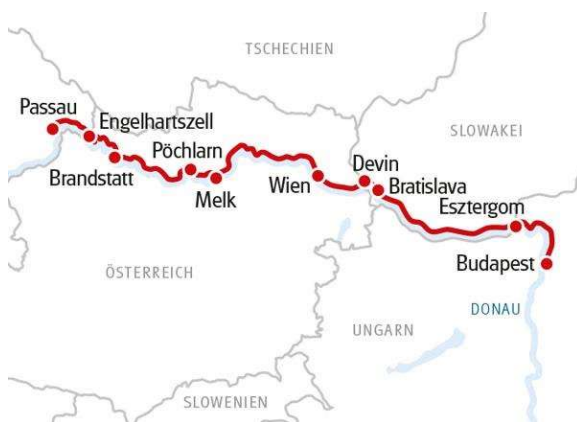 TSCHECHIEN
Passau
Engelhartszell
SLOWAKEI
Pöchlarn
Devin
Brandstatt
Wien
Bratislava
Melk
Esztergom
Budapest
ÖSTERREICH
DONAU
UNGARN
SLOWENIEN